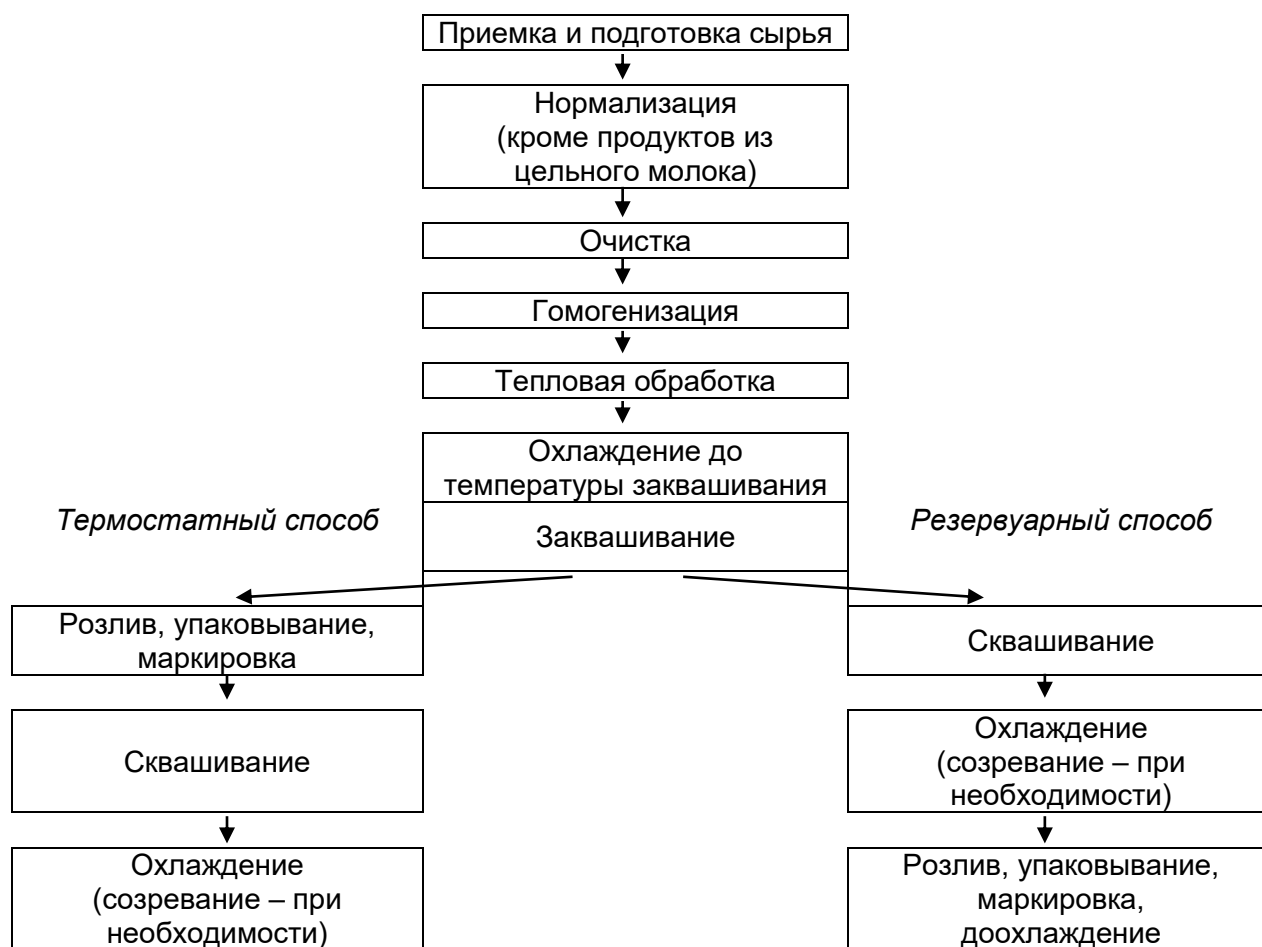 Приемка и подготовка сырья
Нормализация
(кроме продуктов из
цельного молока)
Очистка
Гомогенизация
Тепловая обработка
Охлаждение до
температуры заквашивания
Термостатный способ
Заквашивание
Резервуарный способ
Розлив, упаковывание,
маркировка
Сквашивание
Охлаждение
(созревание – при
необходимости)
Сквашивание
Охлаждение
(созревание – при
необходимости)
Розлив, упаковывание,
маркировка,
доохлаждение